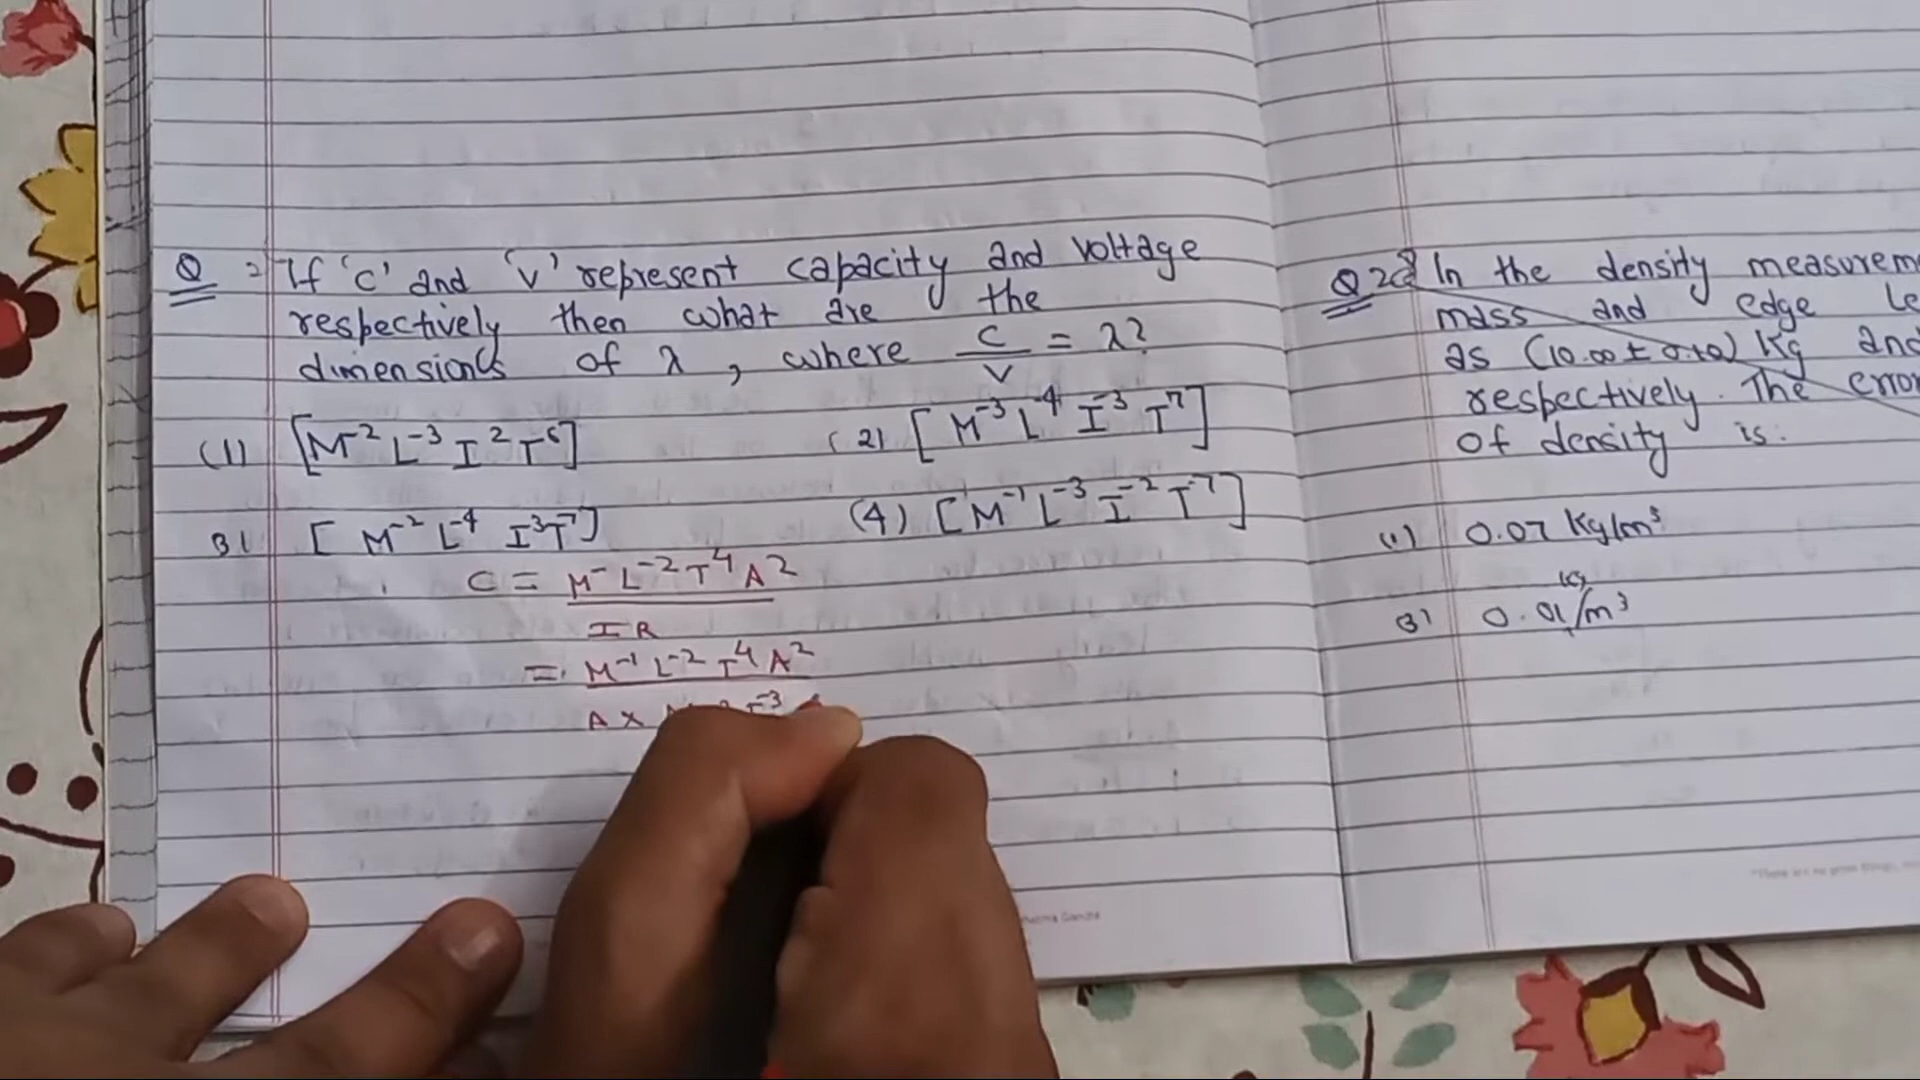 Q = If 'C' and 'V' represent capacity and voltage
respectively then what are the
dimensions of λ, where C/V = λ?
(1) [M⁻² L⁻³ I² T⁶]
(2) [M⁻³ L⁻⁴ I⁻³ T⁷]
3) [M⁻² L⁻⁴ I³ T⁷]
(4) [M⁻¹ L⁻³ I⁻² T⁻⁷]
C = M⁻ L⁻² T⁴ A²
I R
= M⁻¹ L⁻² T⁴ A²
A ×
Q 2 In the density measurem
mass and edge le
as (10.00 ± 0.10) Kg and
respectively. The error
of density is.
(1) 0.07 Kg/m³
Kg
3) 0.01/m³